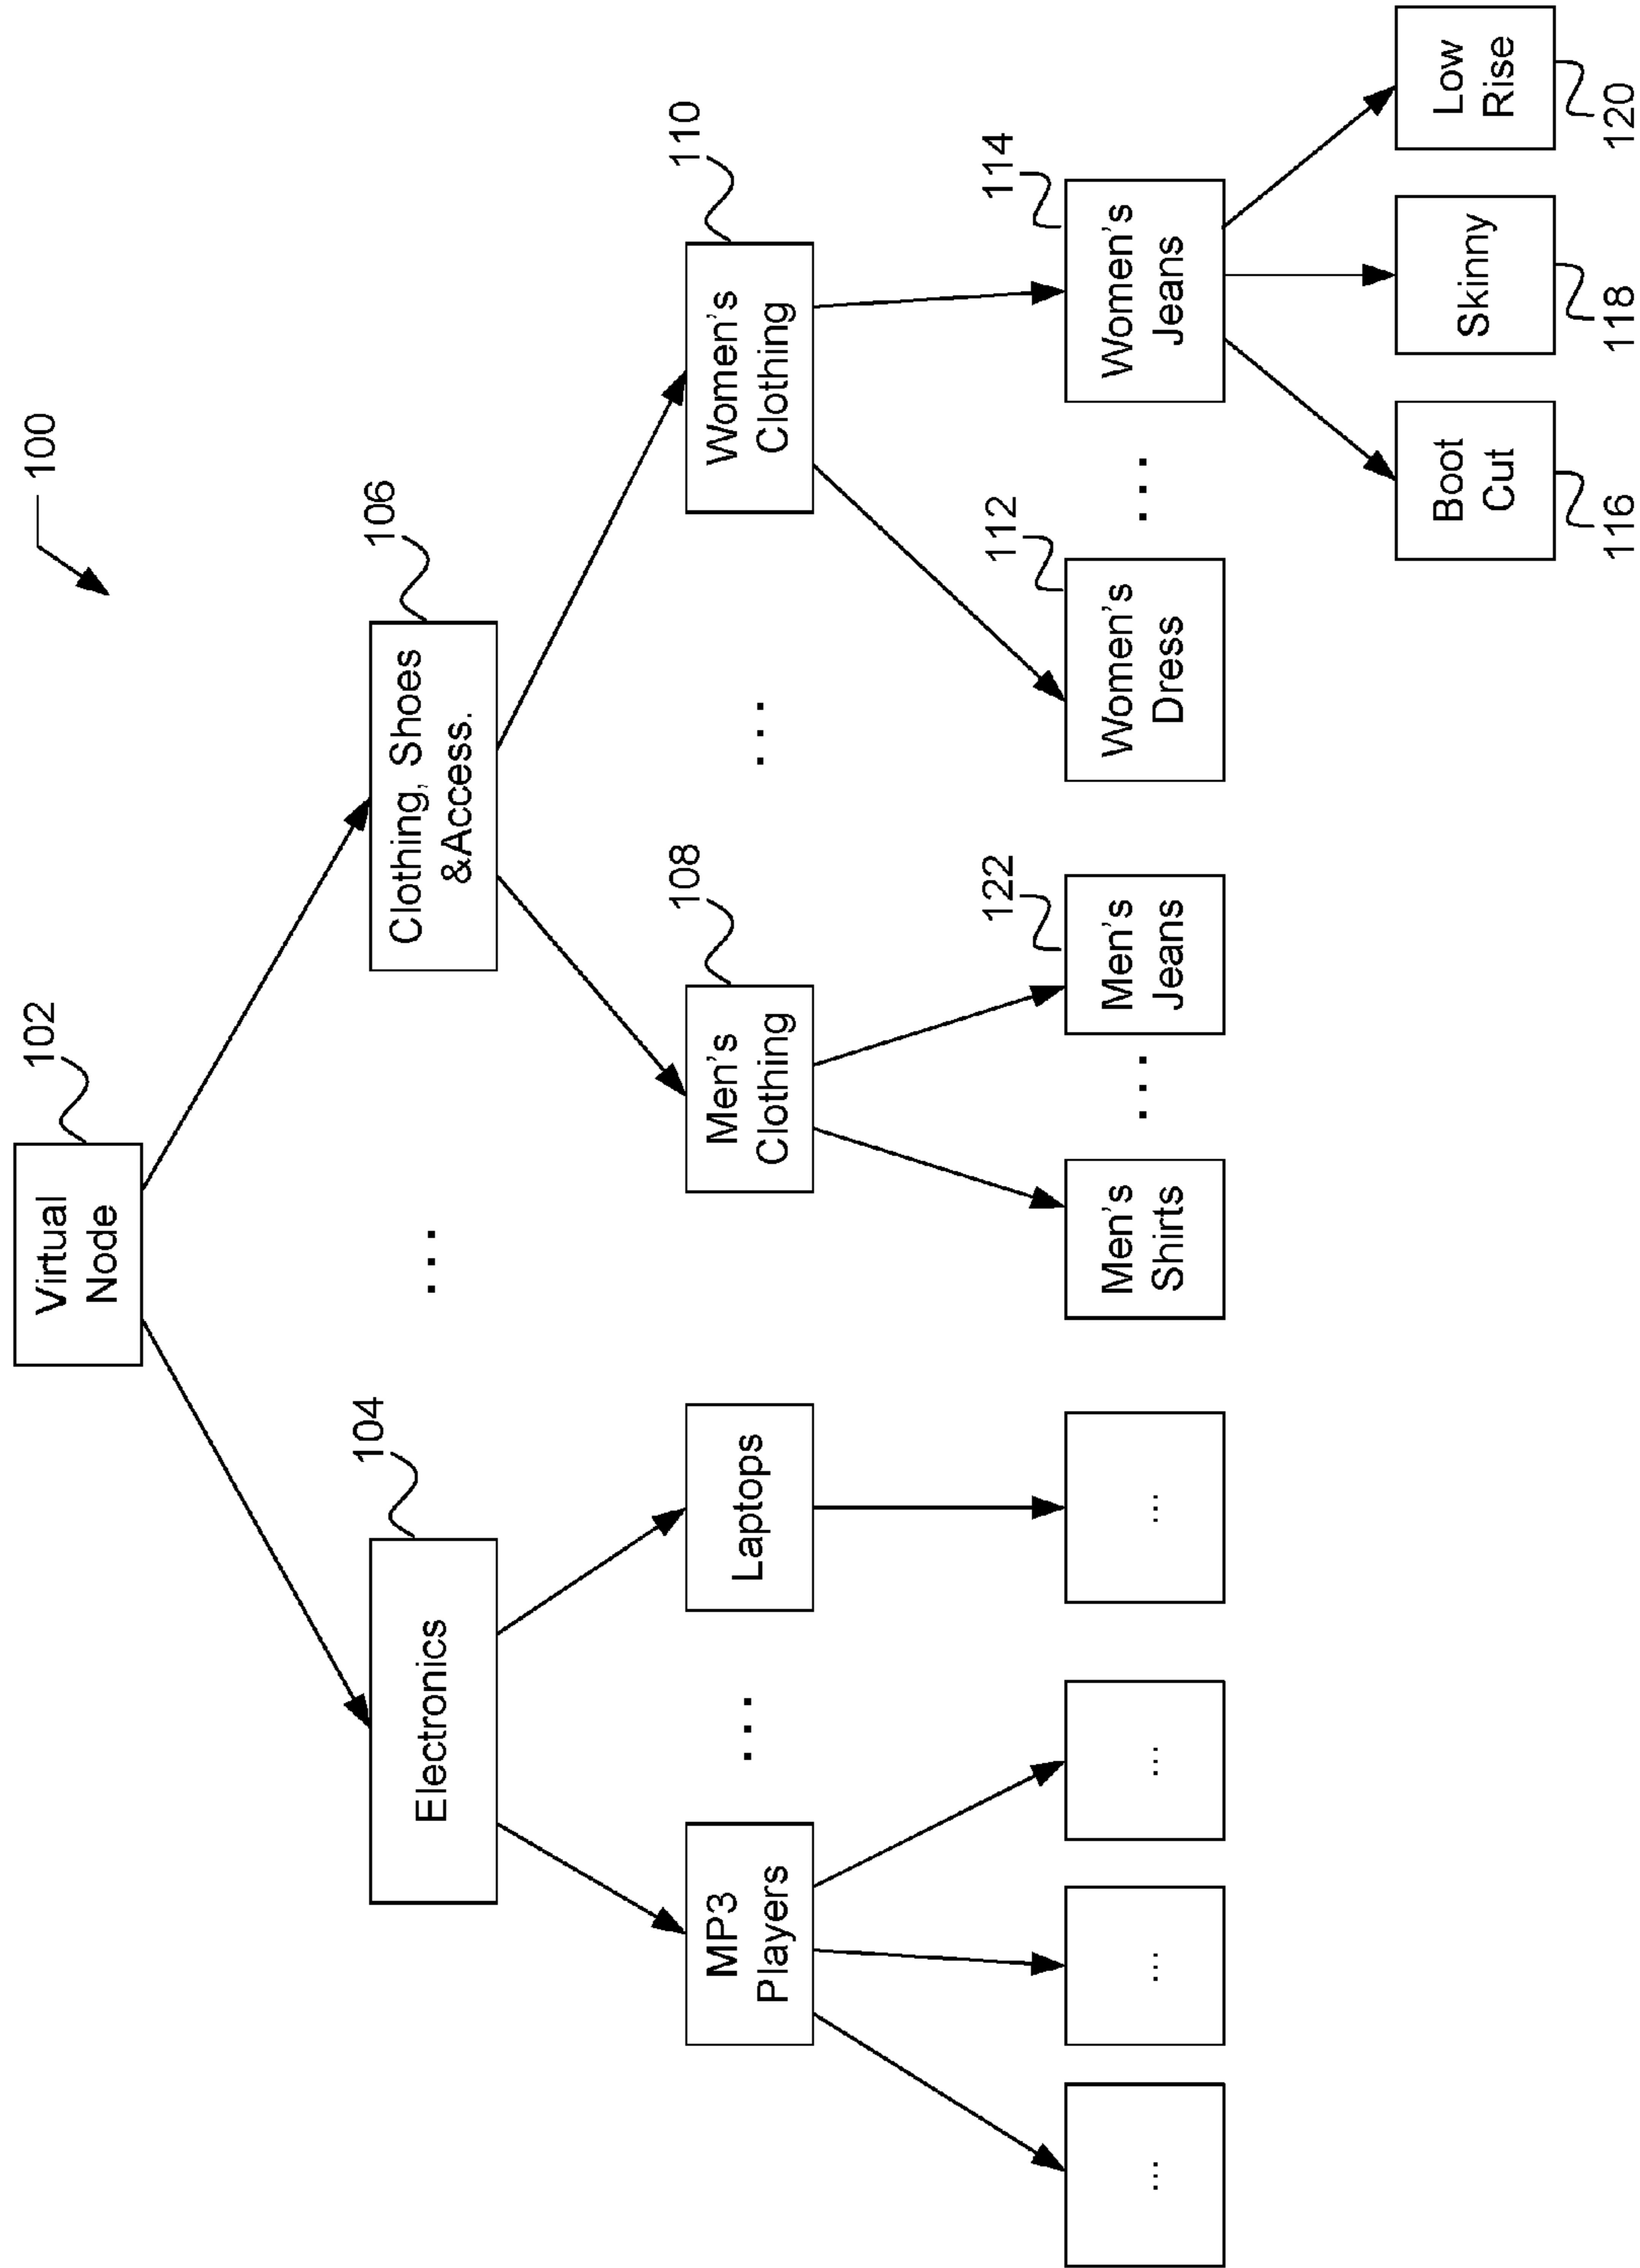 100
102
Virtual
Node
104
Electronics
...
106
Clothing, Shoes
&Access.
MP3
Players
...
Laptops
108
Men's
Clothing
...
110
Women's
Clothing
...
...
...
...
Men's
Shirts
...
122
Men's
Jeans
112
Women's
Dress
...
114
Women's
Jeans
Boot
Cut
116
Skinny
118
Low
Rise
120